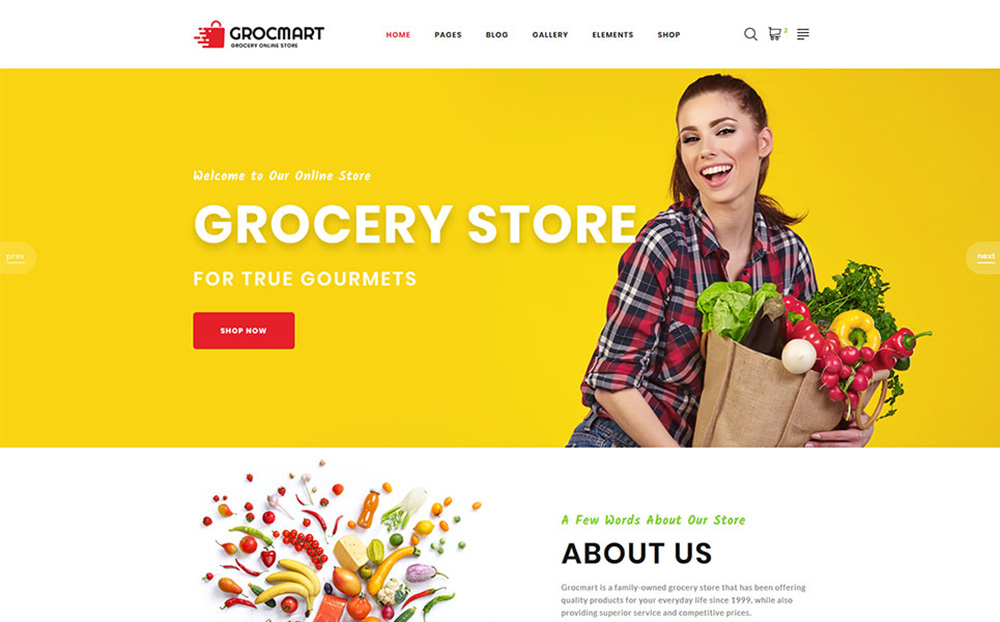 GROCMART
GROCERY ONLINE STORE
HOME PAGES BLOG GALLERY ELEMENTS SHOP
2
Welcome to Our Online Store
GROCERY STORE
prev
next
FOR TRUE GOURMETS
SHOP NOW
A Few Words About Our Store
ABOUT US
Grocmart is a family-owned grocery store that has been offering
quality products for your everyday life since 1999, while also
providing superior service and competitive prices.